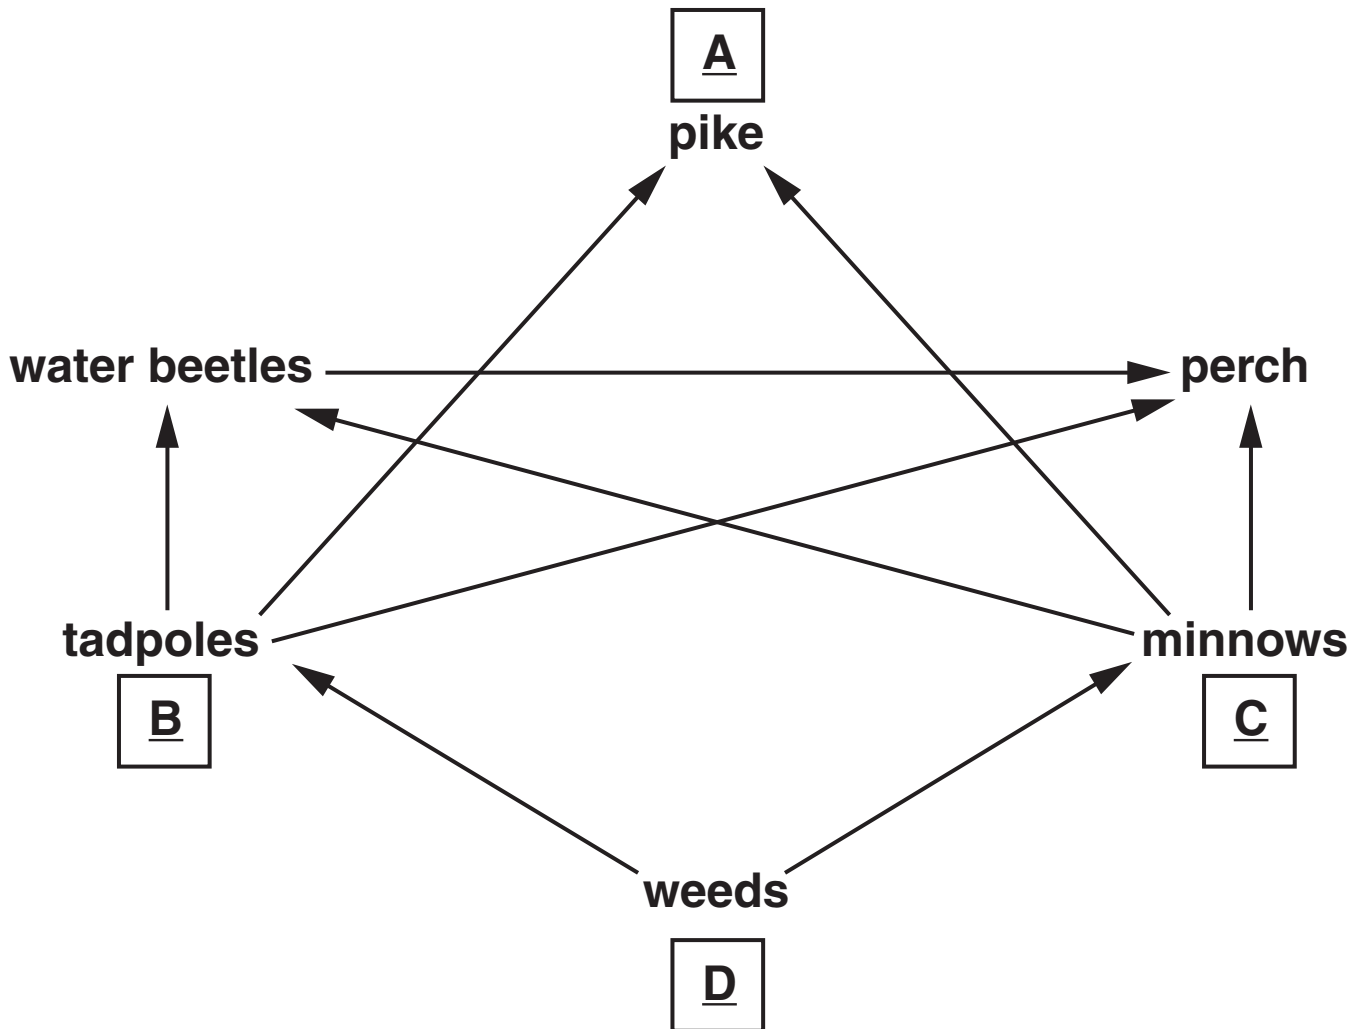 A
pike
water beetles
perch
tadpoles
minnows
B
C
weeds
D